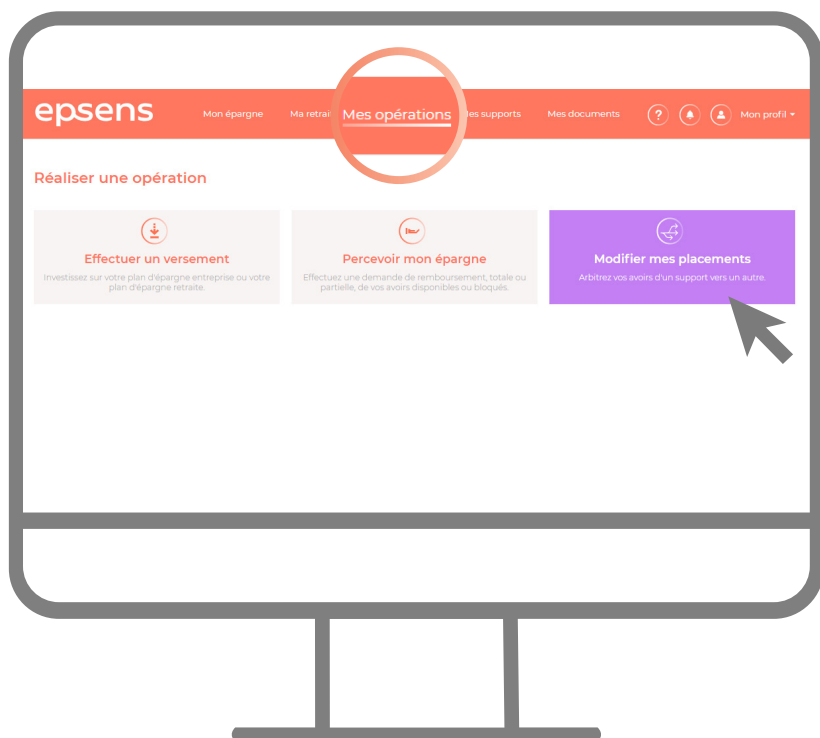 epsens
Mon épargne
Ma retrai
Mes opérations
es supports
Mes documents
?
Mon profil
Réaliser une opération
Effectuer un versement
Investissez sur votre plan d'épargne entreprise ou votre
plan d'épargne retraite.
Percevoir mon épargne
Effectuez une demande de remboursement, totale ou
partielle, de vos avoirs disponibles ou bloqués.
Modifier mes placements
Arbitrez vos avoirs d'un support vers un autre.